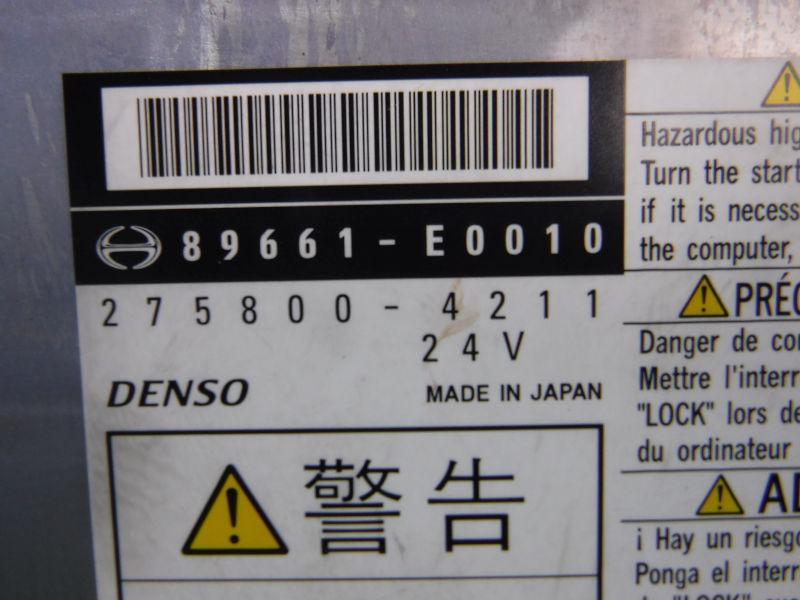 89661-E0010
275800-4211
24V
DENSO MADE IN JAPAN
警告
Hazardous hig
Turn the start
if it is necess
the computer,
PRÉC
Danger de co
Mettre l'interr
"LOCK" lors de
du ordinateur
AD
¡ Hay un riesgo
Ponga el interr